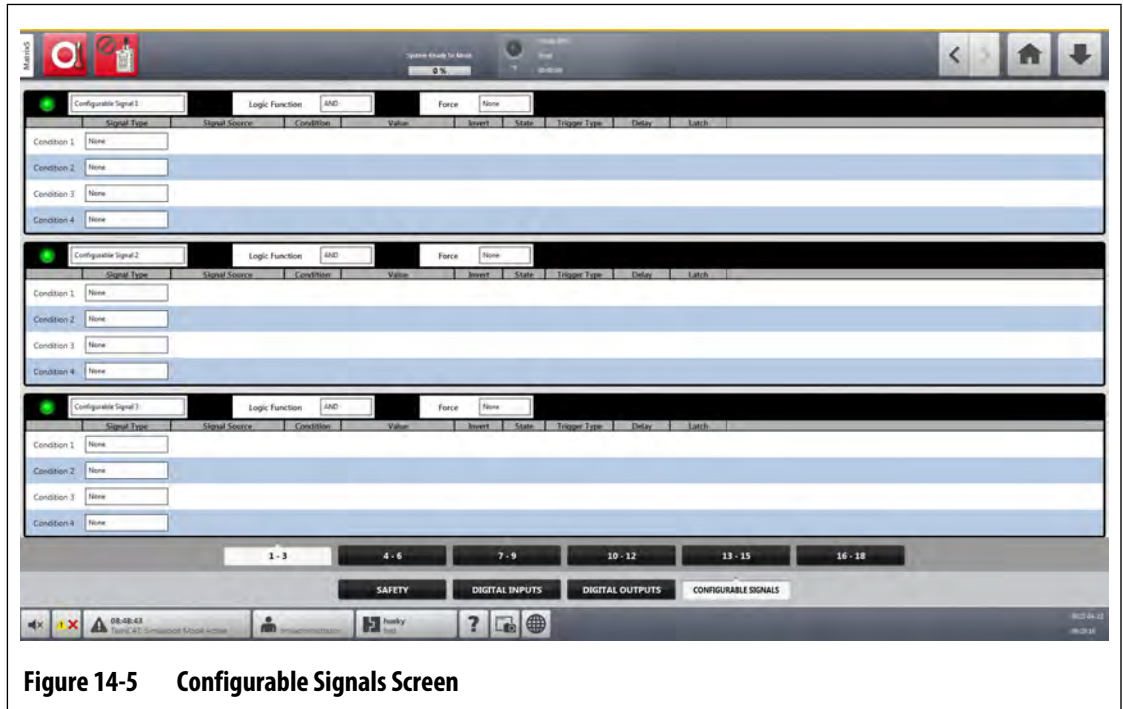 Matrix5
System Ready To Mold
0 %
Configurable Signal 1 Logic Function AND Force None
Signal Type Signal Source Condition Value Invert State Trigger Type Delay Latch
Condition 1 None
Condition 2 None
Condition 3 None
Condition 4 None
Configurable Signal 2 Logic Function AND Force None
Signal Type Signal Source Condition Value Invert State Trigger Type Delay Latch
Condition 1 None
Condition 2 None
Condition 3 None
Condition 4 None
Configurable Signal 3 Logic Function AND Force None
Signal Type Signal Source Condition Value Invert State Trigger Type Delay Latch
Condition 1 None
Condition 2 None
Condition 3 None
Condition 4 None
1 - 3 4 - 6 7 - 9 10 - 12 13 - 15 16 - 18
SAFETY DIGITAL INPUTS DIGITAL OUTPUTS CONFIGURABLE SIGNALS
08:48:43
TwinCAT Simulation Mode Active
husky
?
Figure 14-5 Configurable Signals Screen